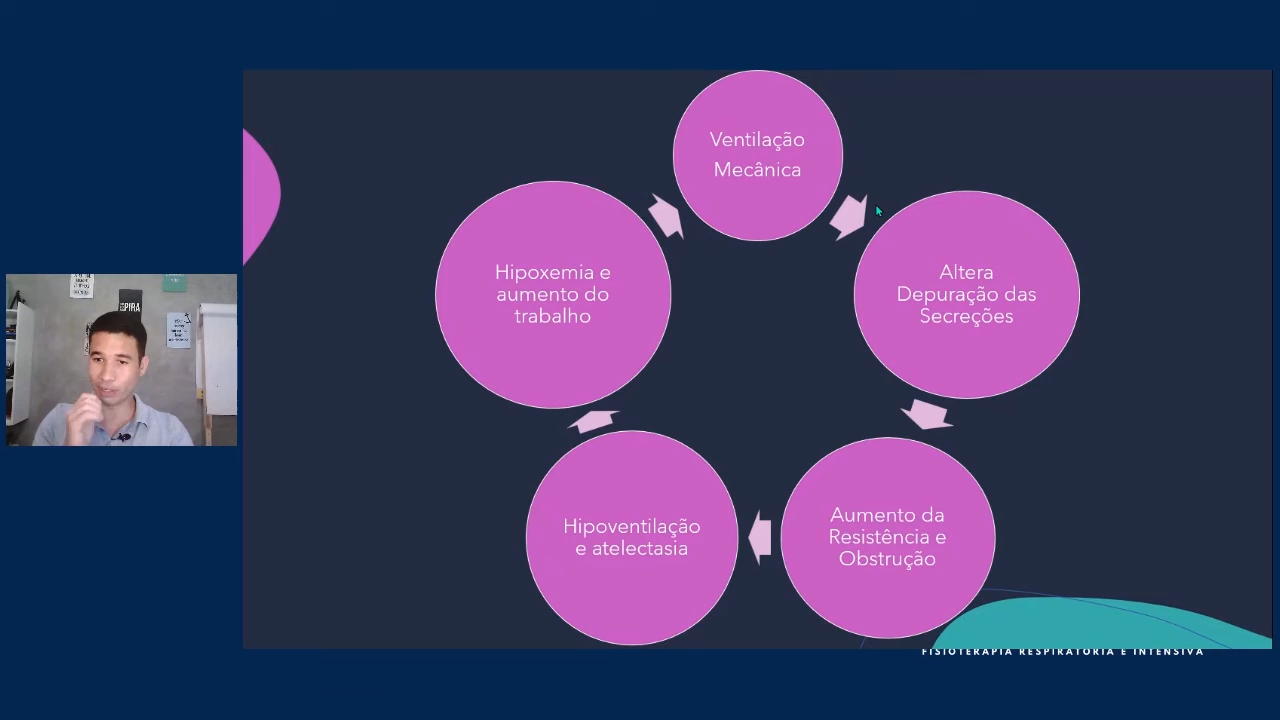 Ventilação
Mecânica
Altera
Depuração das
Secreções
Aumento da
Resistência e
Obstrução
Hipoventilação
e atelectasia
Hipoxemia e
aumento do
trabalho
FISIOTERAPIA RESPIRATÓRIA E INTENSIVA